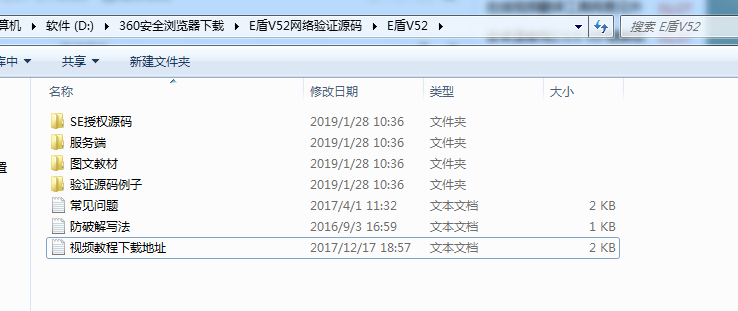 算机 ▸ 软件 (D:) ▸ 360安全浏览器下载 ▸ E盾V52网络验证源码 ▸ E盾V52 ▸ 搜索 E盾V52
库中 ▾ 共享 ▾ 新建文件夹
名称 修改日期 类型 大小
SE授权源码 2019/1/28 10:36 文件夹
服务端 2019/1/28 10:36 文件夹
图文教材 2019/1/28 10:36 文件夹
验证源码例子 2019/1/28 10:36 文件夹
置
常见问题 2017/4/1 11:32 文本文档 2 KB
防破解写法 2016/9/3 16:59 文本文档 1 KB
视频教程下载地址 2017/12/17 18:57 文本文档 2 KB